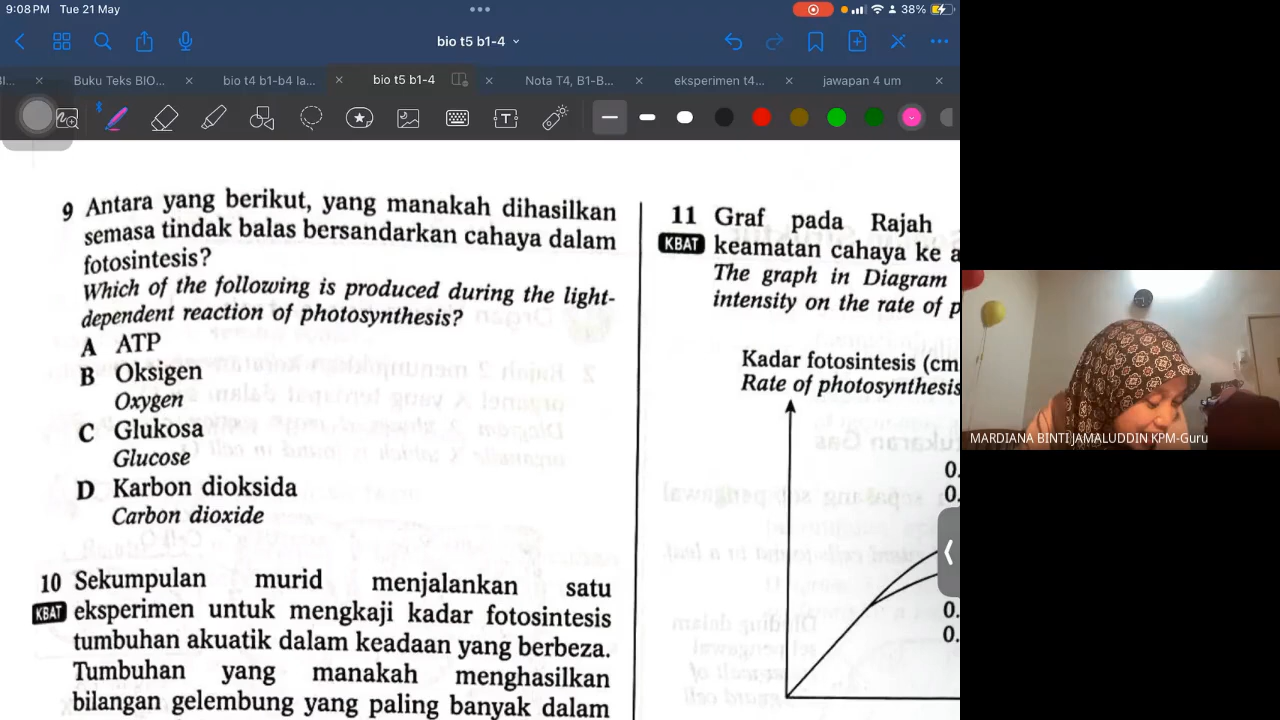 9:08 PM Tue 21 May
38%
bio t5 b1-4
Buku Teks BIO...
bio t4 b1-b4 la...
bio t5 b1-4
Nota T4, B1-B...
eksperimen t4...
jawapan 4 um
9 Antara yang berikut, yang manakah dihasilkan
semasa tindak balas bersandarkan cahaya dalam
fotosintesis?
Which of the following is produced during the light-
dependent reaction of photosynthesis?
A ATP
B Oksigen
Oxygen
C Glukosa
Glucose
D Karbon dioksida
Carbon dioxide
10 Sekumpulan murid menjalankan satu
KBAT eksperimen untuk mengkaji kadar fotosintesis
tumbuhan akuatik dalam keadaan yang berbeza.
Tumbuhan yang manakah menghasilkan
bilangan gelembung yang paling banyak dalam
11 Graf pada Rajah
KBAT keamatan cahaya ke a
The graph in Diagram
intensity on the rate of p
Kadar fotosintesis (cm
Rate of photosynthesis
0.
0.
0.
0.
MARDIANA BINTI JAMALUDDIN KPM-Guru